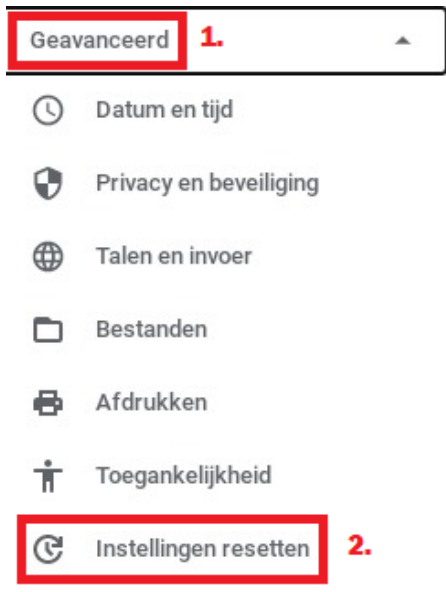 Geavanceerd 1.
Datum en tijd
Privacy en beveiliging
Talen en invoer
Bestanden
Afdrukken
Toegankelijkheid
Instellingen resetten 2.